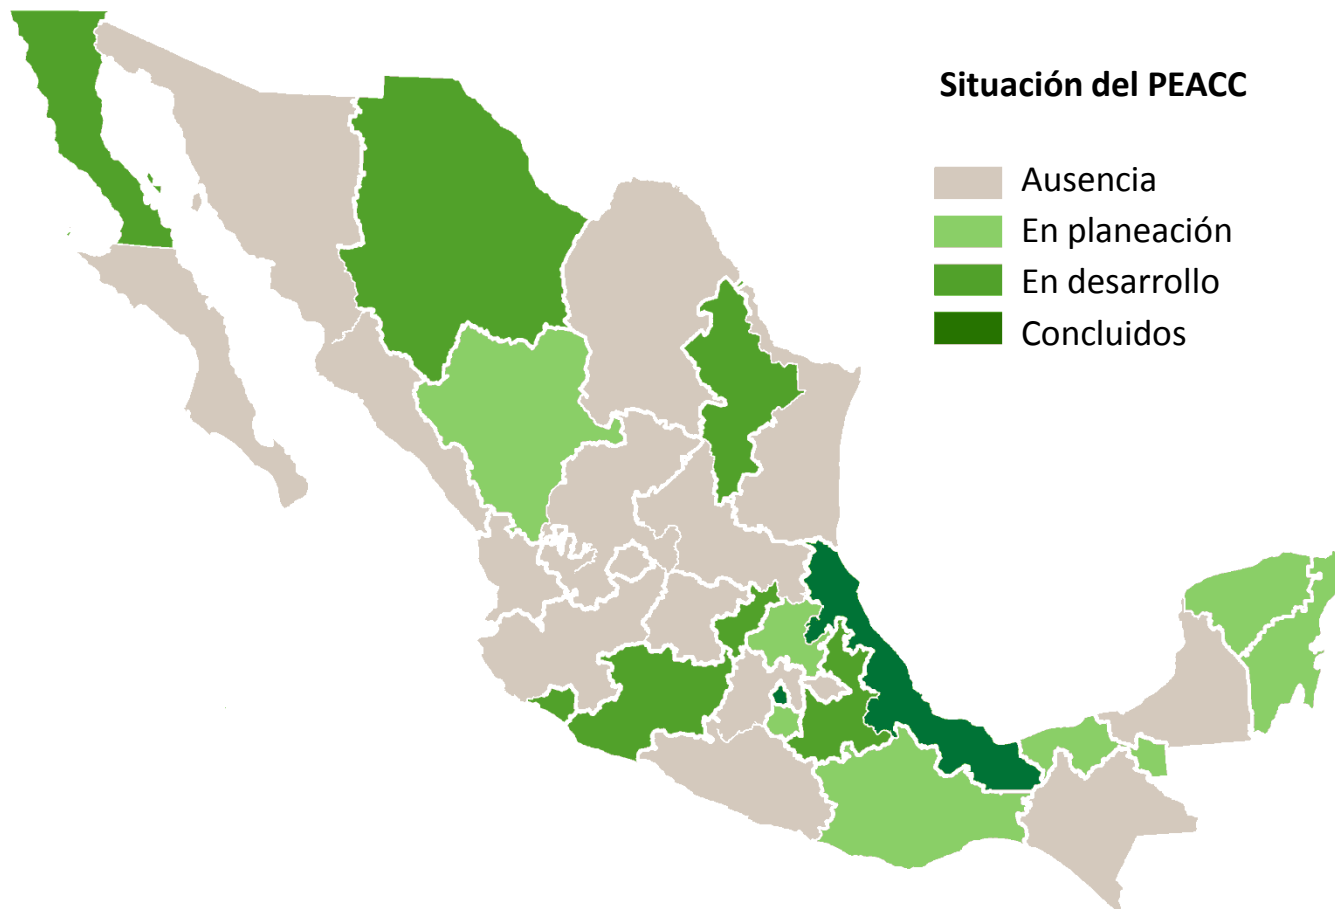 Situación del PEACC
Ausencia
En planeación
En desarrollo
Concluidos